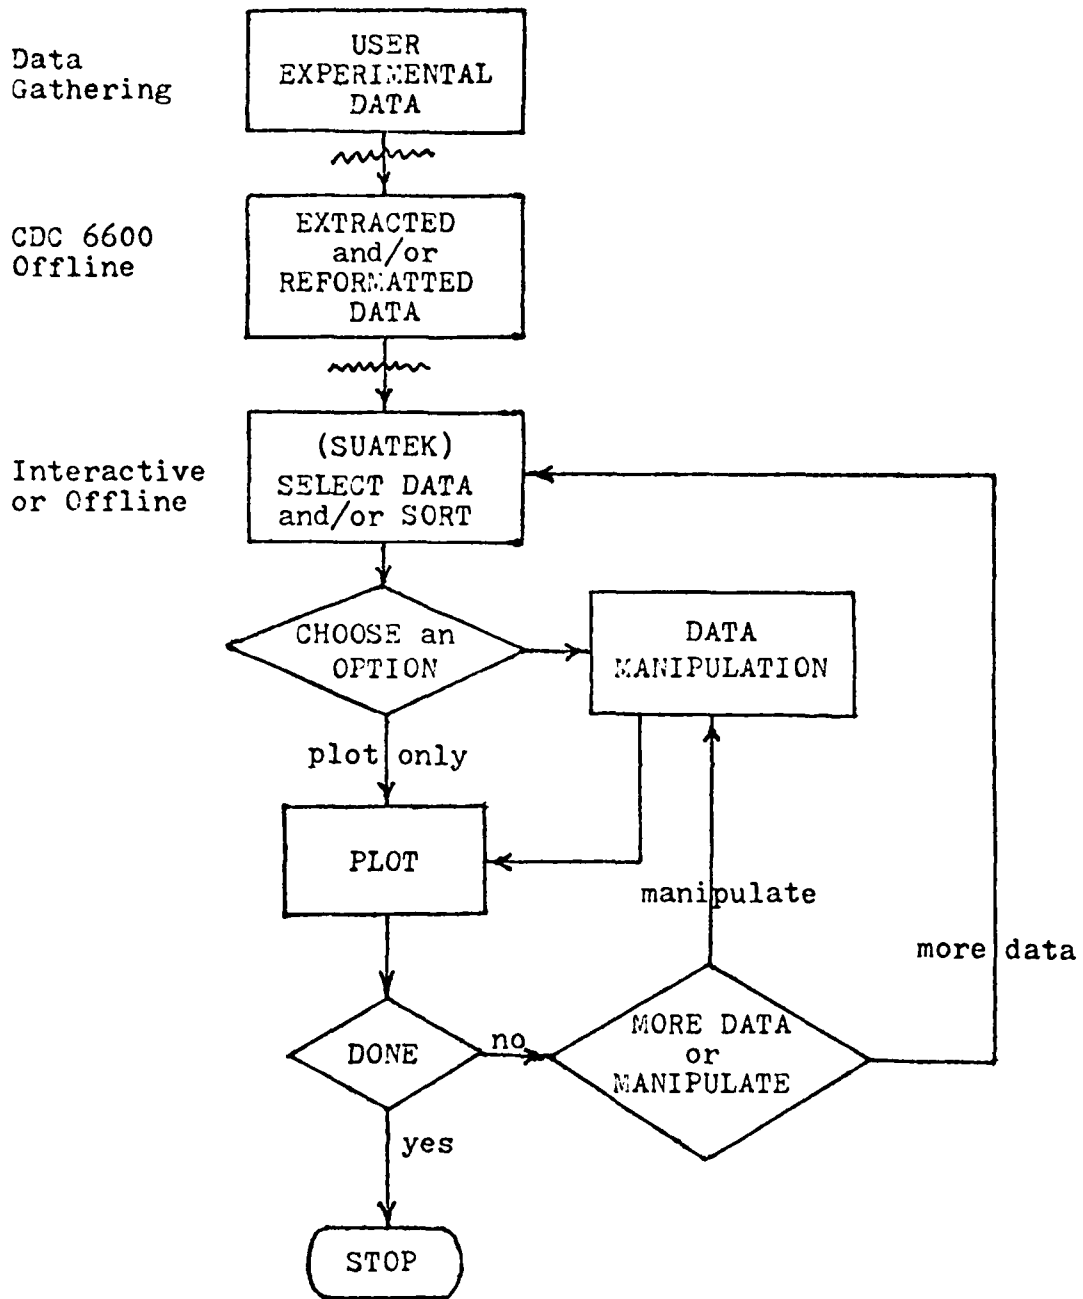 Data
Gathering
USER
EXPERIMENTAL
DATA
CDC 6600
Offline
EXTRACTED
and/or
REFORMATTED
DATA
Interactive
or Offline
(SUATEK)
SELECT DATA
and/or SORT
CHOOSE an
OPTION
DATA
MANIPULATION
plot only
PLOT
manipulate
more data
DONE
no
MORE DATA
or
MANIPULATE
yes
STOP